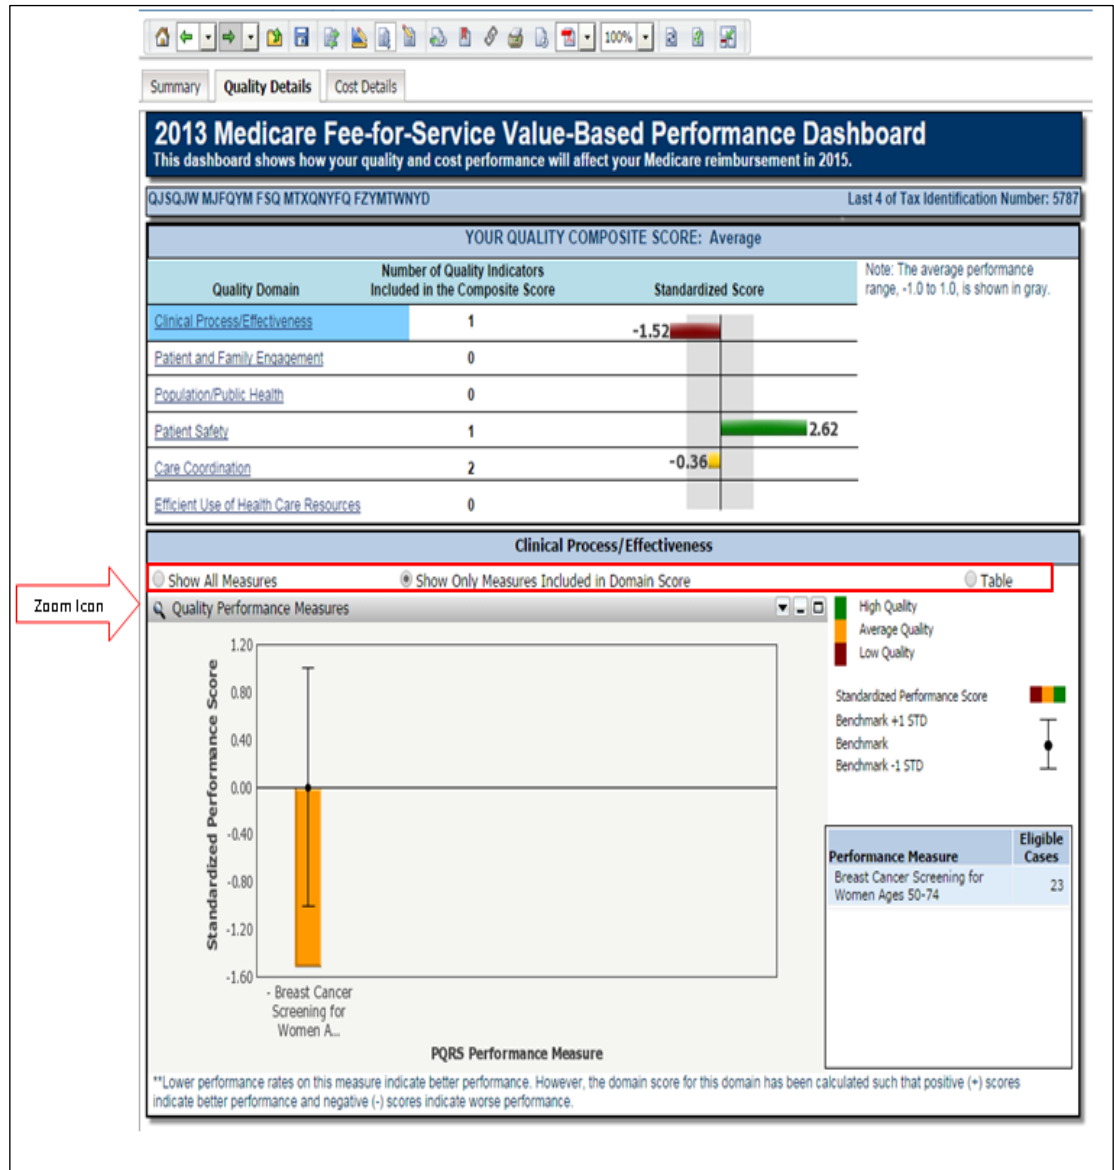 100%
Summary Quality Details Cost Details
2013 Medicare Fee-for-Service Value-Based Performance Dashboard
This dashboard shows how your quality and cost performance will affect your Medicare reimbursement in 2015.
QJSQJW MJFQYM FSQ MTXQNYFQ FZYMTWNYD Last 4 of Tax Identification Number: 5787
YOUR QUALITY COMPOSITE SCORE: Average
Quality Domain
Number of Quality Indicators
Included in the Composite Score
Standardized Score
Note: The average performance
range, -1.0 to 1.0, is shown in gray.
Clinical Process/Effectiveness 1 -1.52
Patient and Family Engagement 0
Population/Public Health 0
Patient Safety 1 2.62
Care Coordination 2 -0.36
Efficient Use of Health Care Resources 0
Clinical Process/Effectiveness
Show All Measures Show Only Measures Included in Domain Score Table
Zoom Icon
Quality Performance Measures
High Quality
Average Quality
Low Quality
Standardized Performance Score
Benchmark +1 STD
Benchmark
Benchmark -1 STD
Standardized Performance Score
1.20
0.80
0.40
0.00
-0.40
-0.80
-1.20
-1.60
- Breast Cancer
Screening for
Women A...
PQRS Performance Measure
Performance Measure
Eligible
Cases
Breast Cancer Screening for
Women Ages 50-74
23
**Lower performance rates on this measure indicate better performance. However, the domain score for this domain has been calculated such that positive (+) scores
indicate better performance and negative (-) scores indicate worse performance.